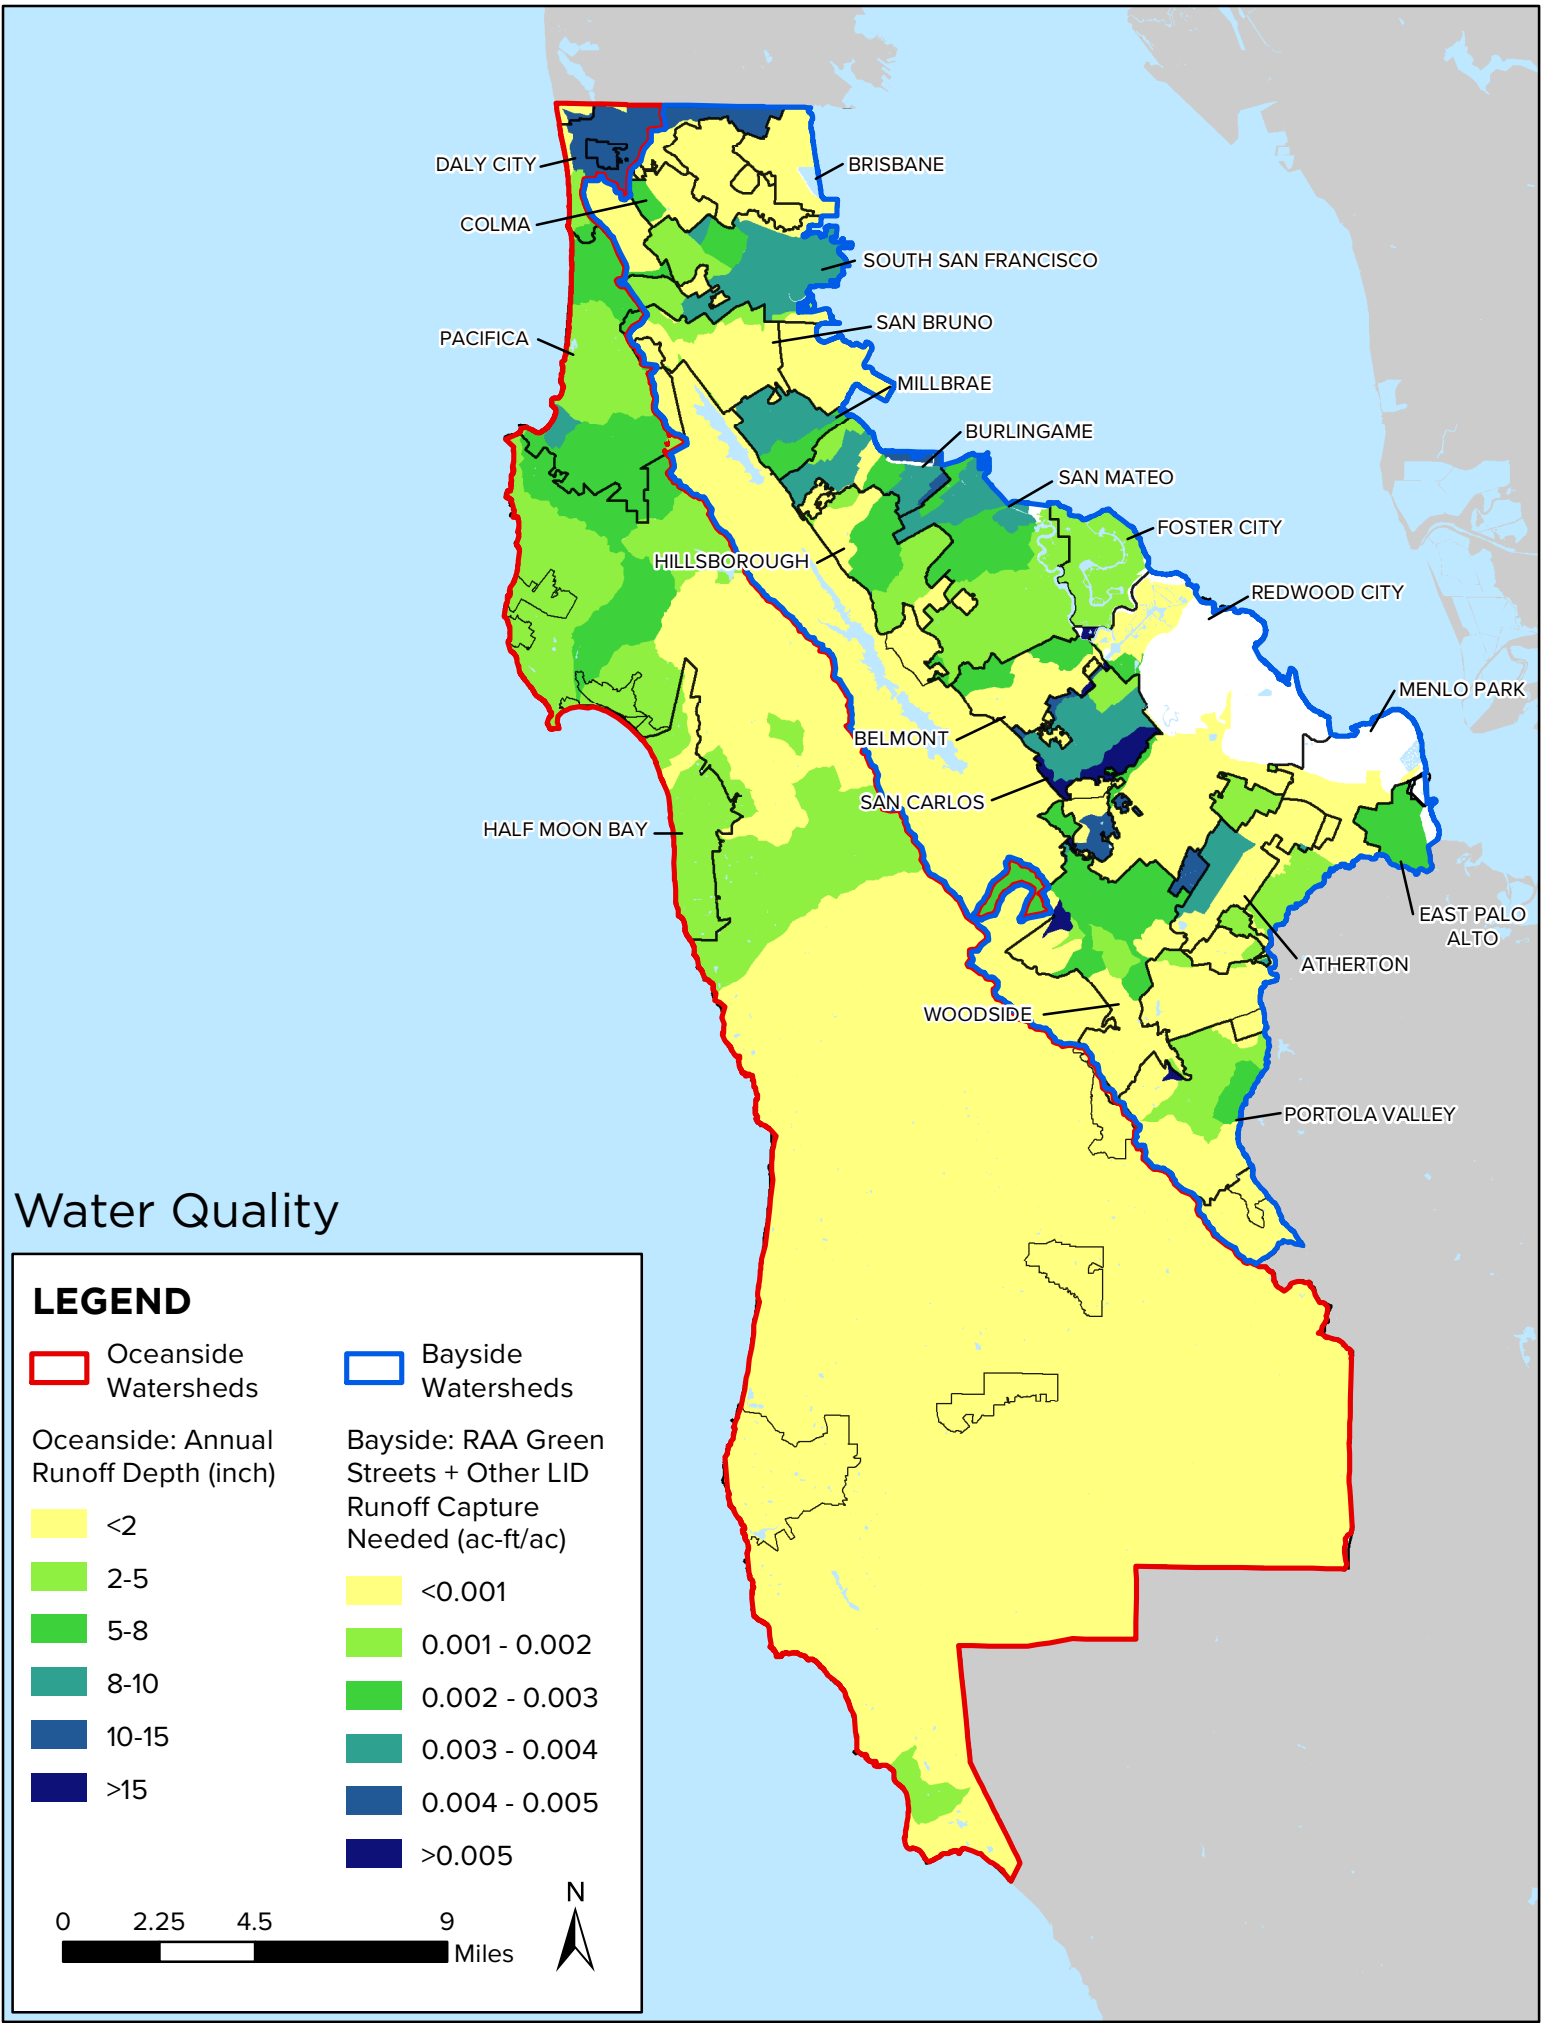 DALY CITY
BRISBANE
COLMA
SOUTH SAN FRANCISCO
SAN BRUNO
PACIFICA
MILLBRAE
BURLINGAME
SAN MATEO
FOSTER CITY
HILLSBOROUGH
REDWOOD CITY
MENLO PARK
BELMONT
SAN CARLOS
HALF MOON BAY
EAST PALO
ALTO
ATHERTON
WOODSIDE
PORTOLA VALLEY
Water Quality
LEGEND
Oceanside
Watersheds
Bayside
Watersheds
Oceanside: Annual
Runoff Depth (inch)
<2
2-5
5-8
8-10
10-15
>15
Bayside: RAA Green
Streets + Other LID
Runoff Capture
Needed (ac-ft/ac)
<0.001
0.001 - 0.002
0.002 - 0.003
0.003 - 0.004
0.004 - 0.005
>0.005
0 2.25 4.5 9
Miles
N